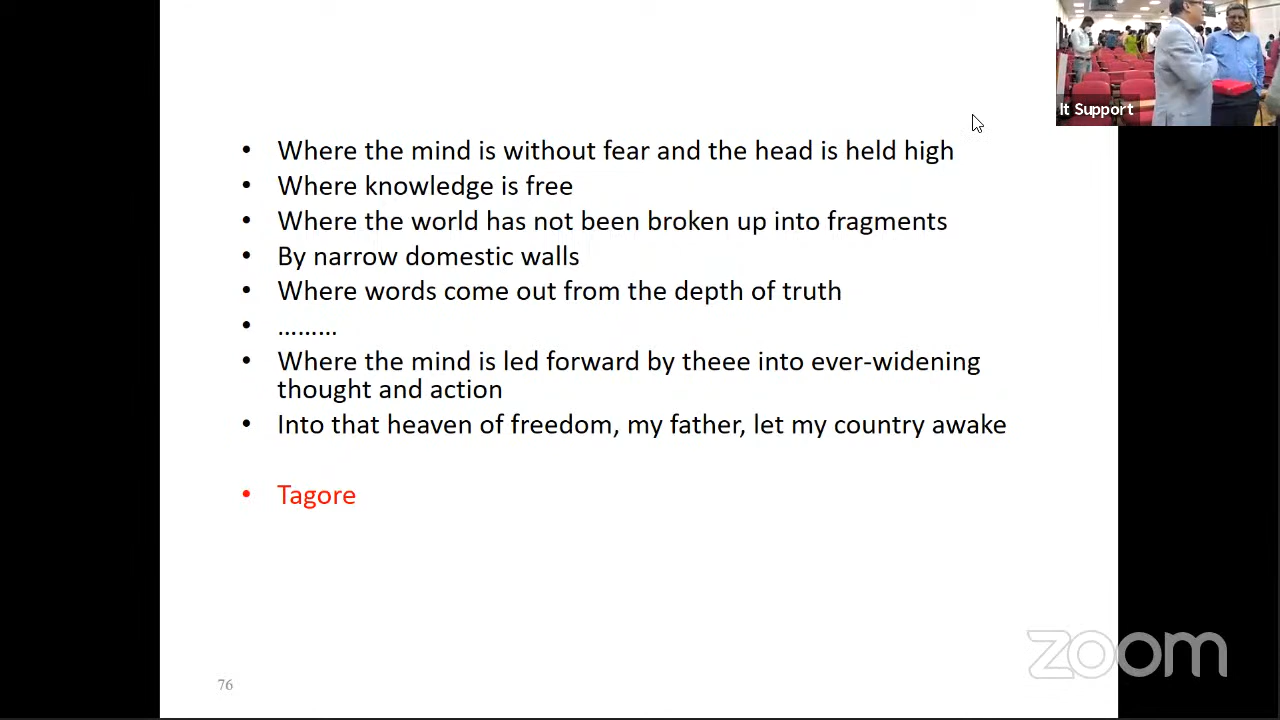 It Support
• Where the mind is without fear and the head is held high
• Where knowledge is free
• Where the world has not been broken up into fragments
• By narrow domestic walls
• Where words come out from the depth of truth
• ………
• Where the mind is led forward by theee into ever-widening
thought and action
• Into that heaven of freedom, my father, let my country awake
• Tagore
zoom
76